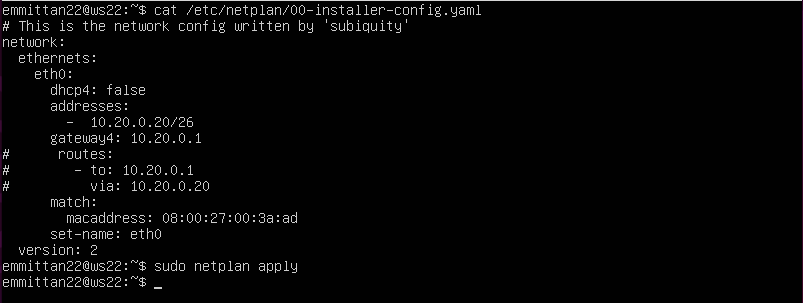 emmittan22@ws22:~$ cat /etc/netplan/00-installer-config.yaml
# This is the network config written by 'subiquity'
network:
  ethernets:
    eth0:
      dhcp4: false
      addresses:
        -  10.20.0.20/26
      gateway4: 10.20.0.1
#      routes:
#        - to: 10.20.0.1
#          via: 10.20.0.20
      match:
        macaddress: 08:00:27:00:3a:ad
      set-name: eth0
  version: 2
emmittan22@ws22:~$ sudo netplan apply
emmittan22@ws22:~$ _